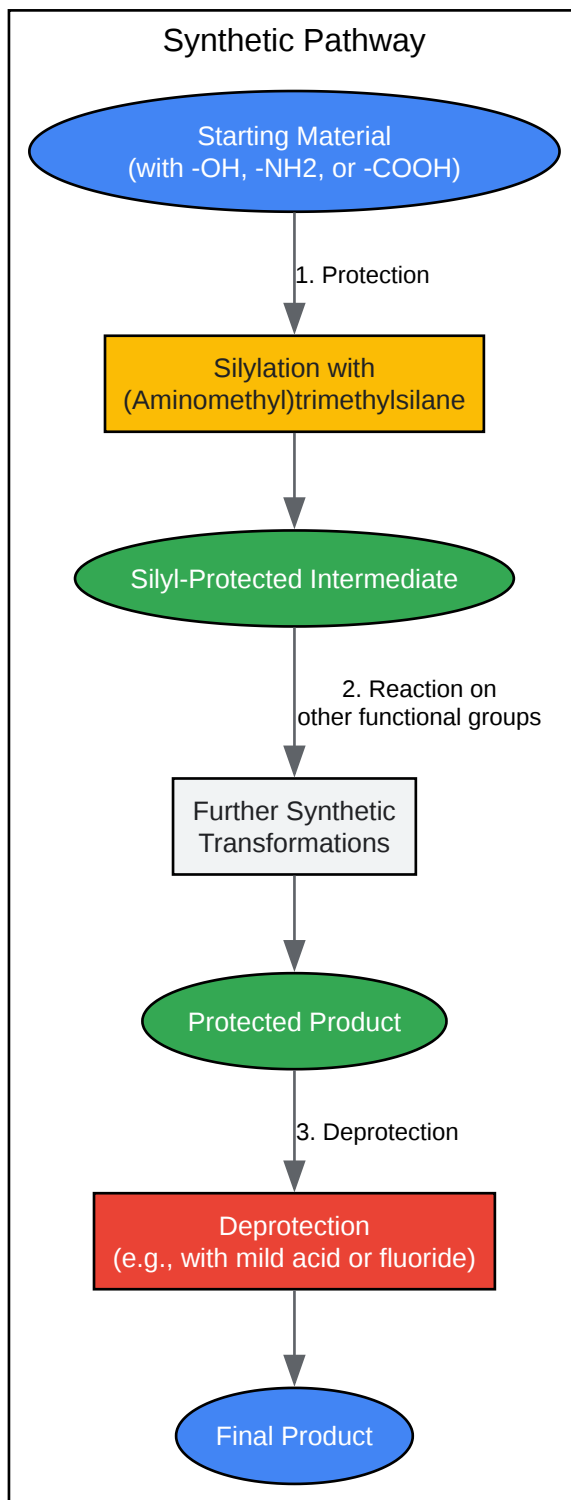 Synthetic Pathway
Starting Material
(with -OH, -NH2, or -COOH)
1. Protection
Silylation with
(Aminomethyl)trimethylsilane
Silyl-Protected Intermediate
2. Reaction on
other functional groups
Further Synthetic
Transformations
Protected Product
3. Deprotection
Deprotection
(e.g., with mild acid or fluoride)
Final Product